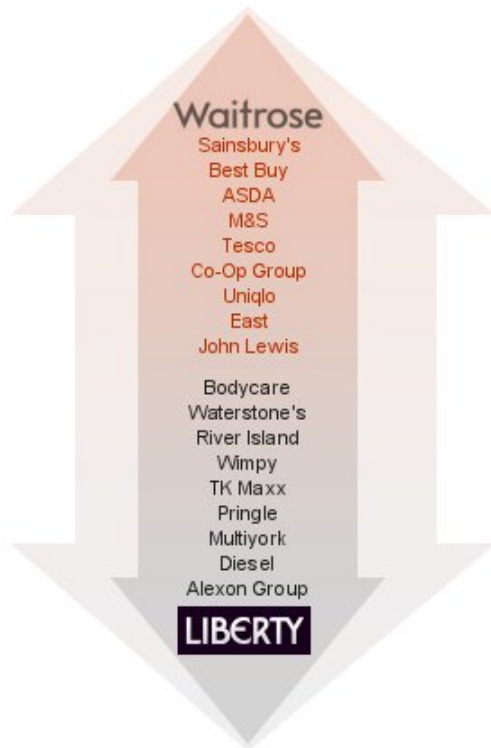 Waitrose
Sainsbury's
Best Buy
ASDA
M&S
Tesco
Co-Op Group
Uniqlo
East
John Lewis
Bodycare
Waterstone's
River Island
Wimpy
TK Maxx
Pringle
Multiyork
Diesel
Alexon Group
LIBERTY